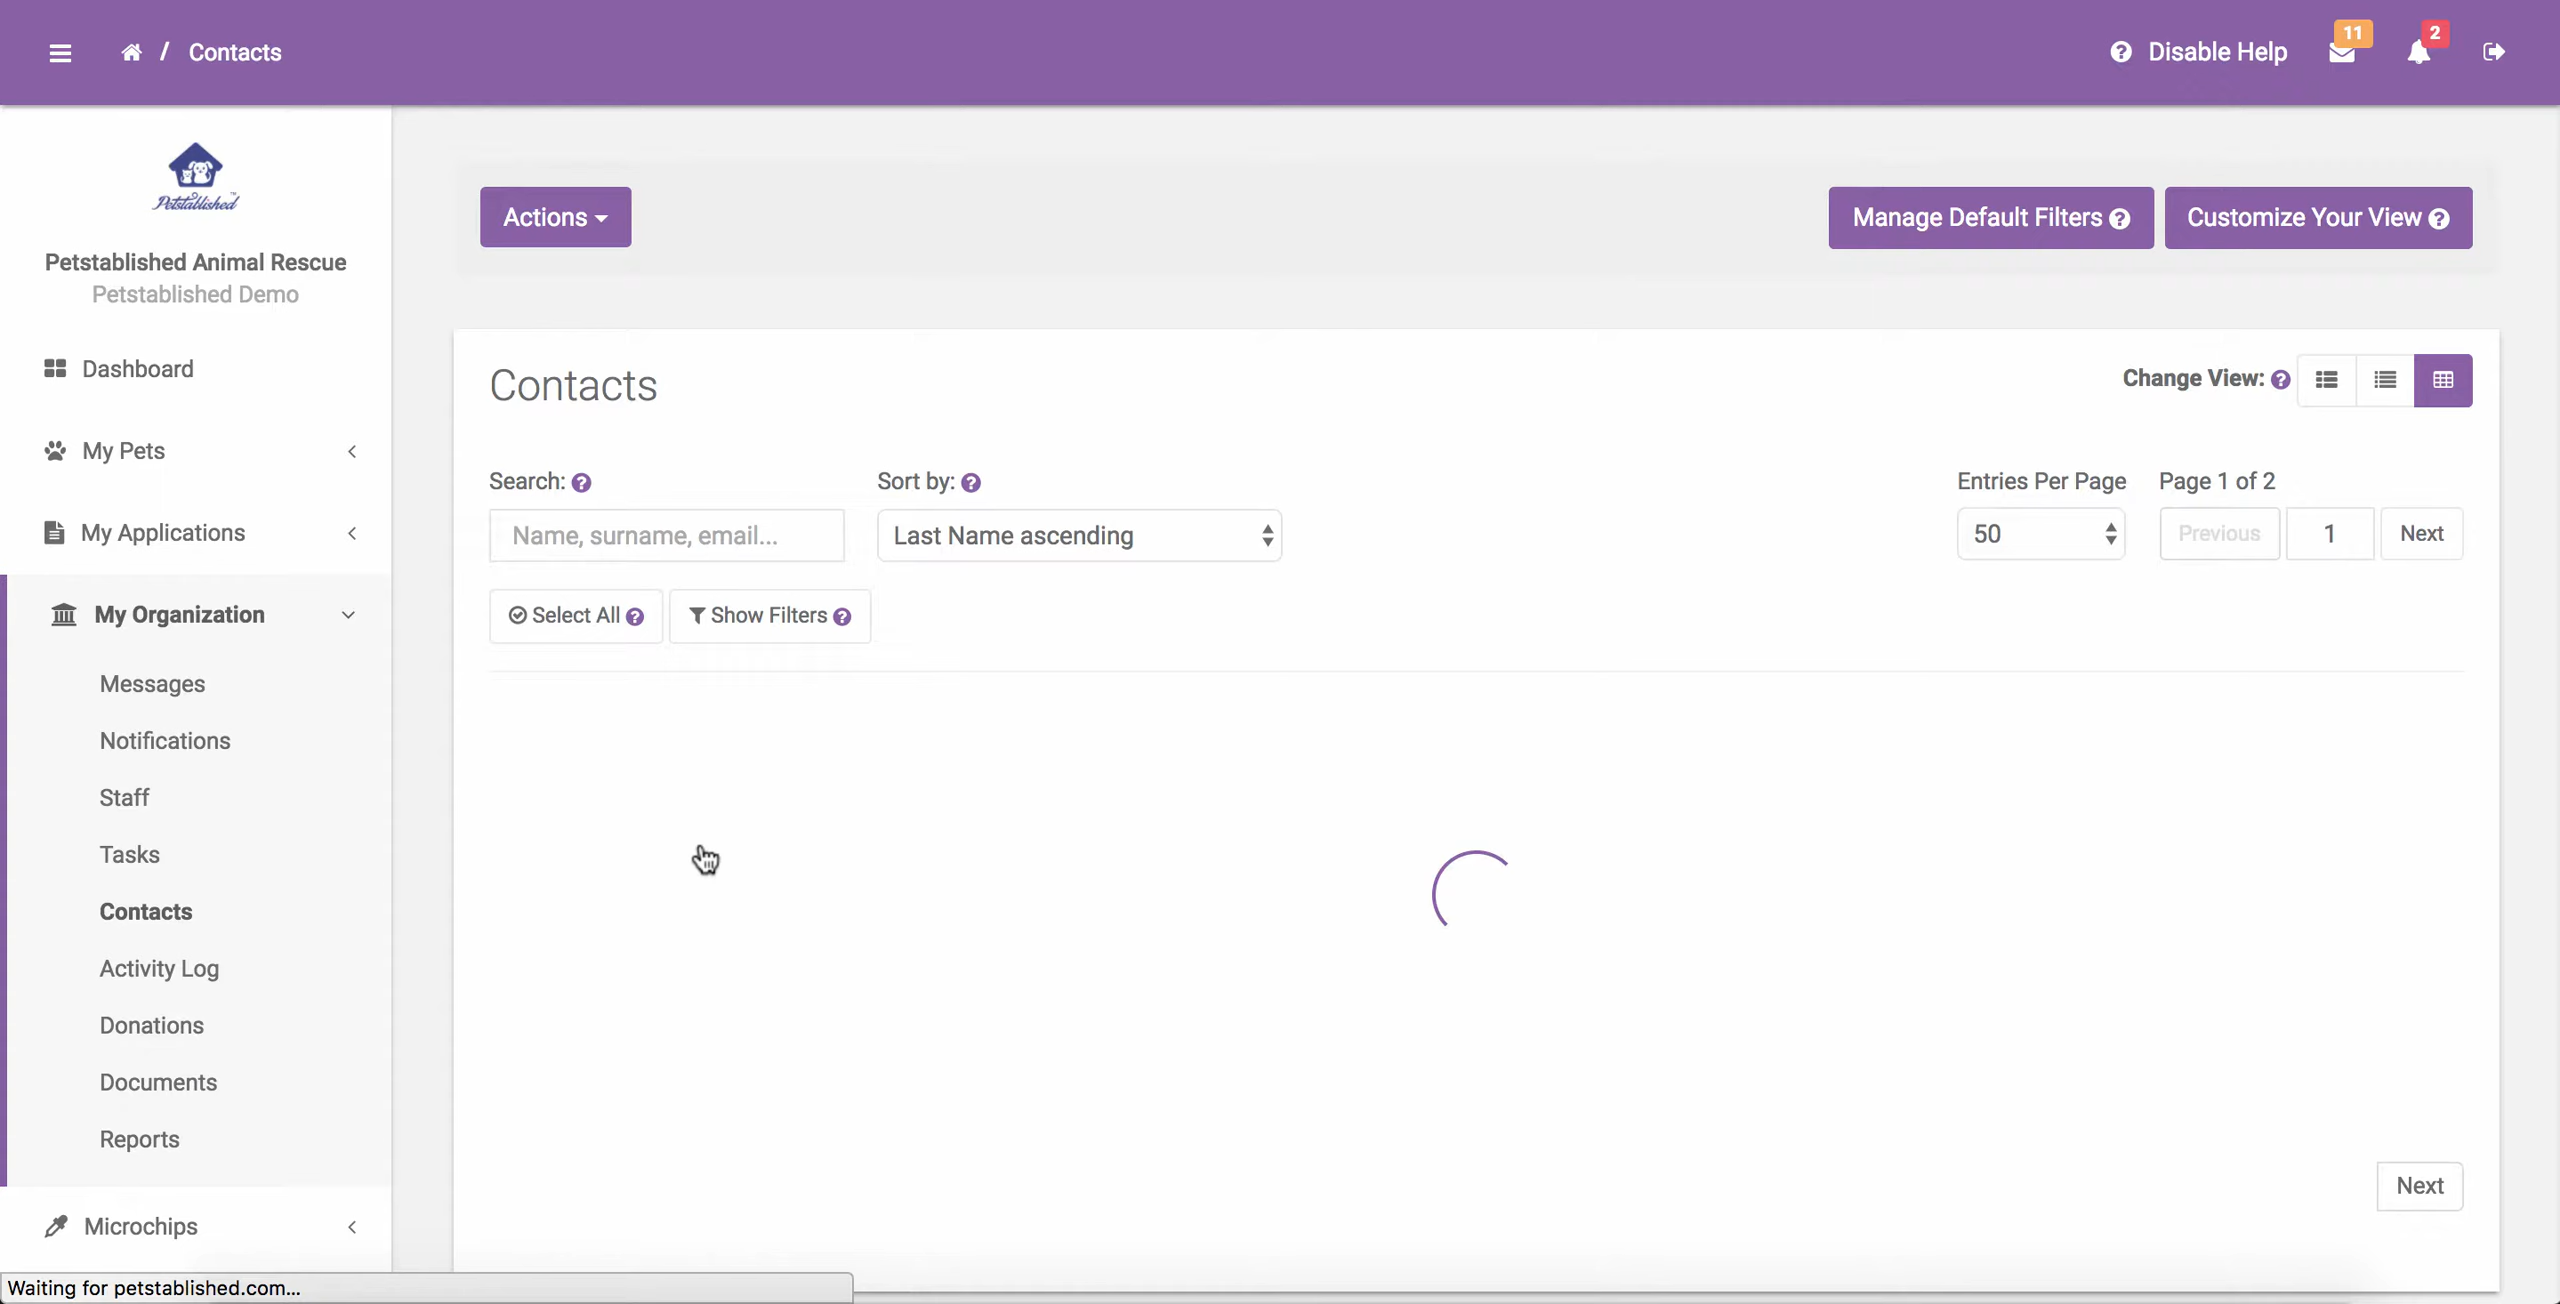 / Contacts
Disable Help
11
2
Petstablished™
Petstablished Animal Rescue
Petstablished Demo
Dashboard
My Pets
My Applications
My Organization
Messages
Notifications
Staff
Tasks
Contacts
Activity Log
Donations
Documents
Reports
Microchips
Actions
Manage Default Filters ?
Customize Your View ?
Contacts
Change View: ?
Search: ?
Sort by: ?
Entries Per Page
Page 1 of 2
Name, surname, email...
Last Name ascending
50
Previous
1
Next
Select All ?
Show Filters ?
Next
Waiting for petstablished.com...